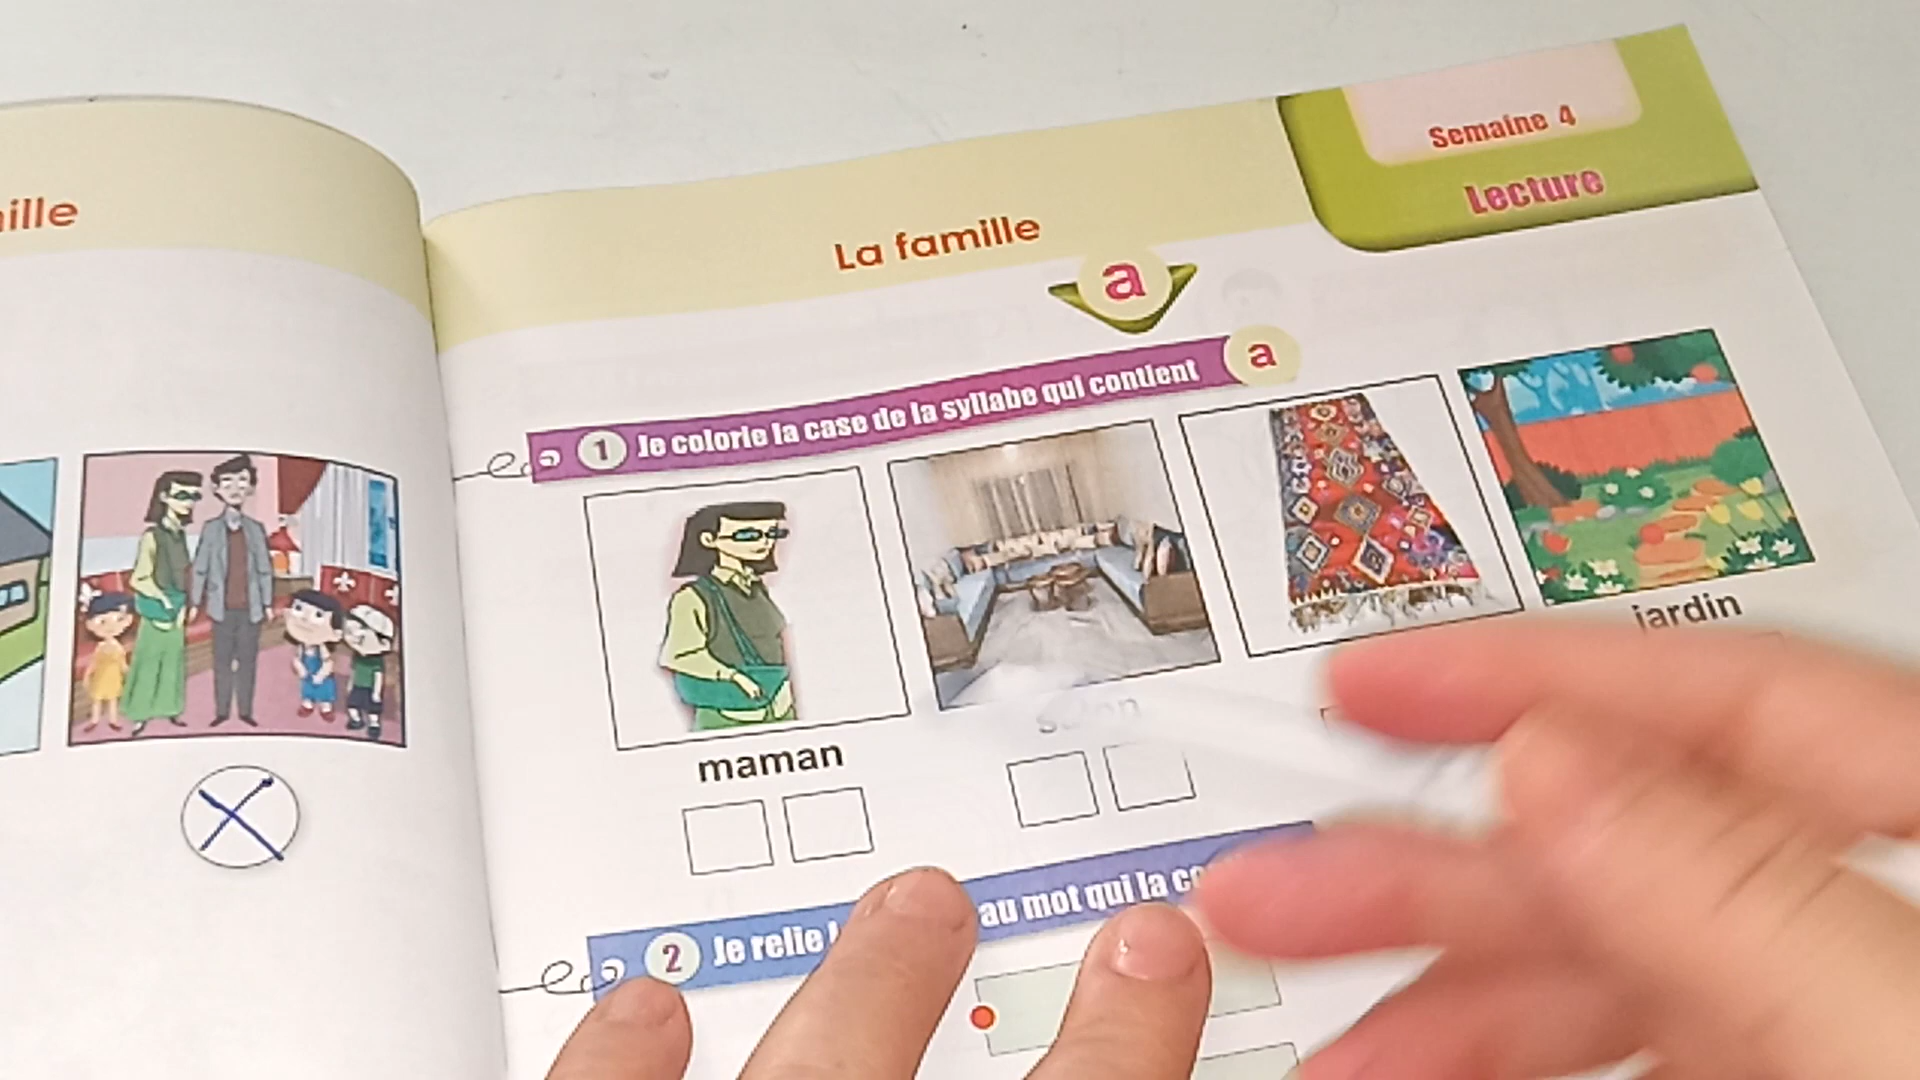 ille
Semaine 4
Lecture
La famille
a
1 Je colorie la case de la syllabe qui contient a
maman
salon
jardin
2 Je relie au mot qui la